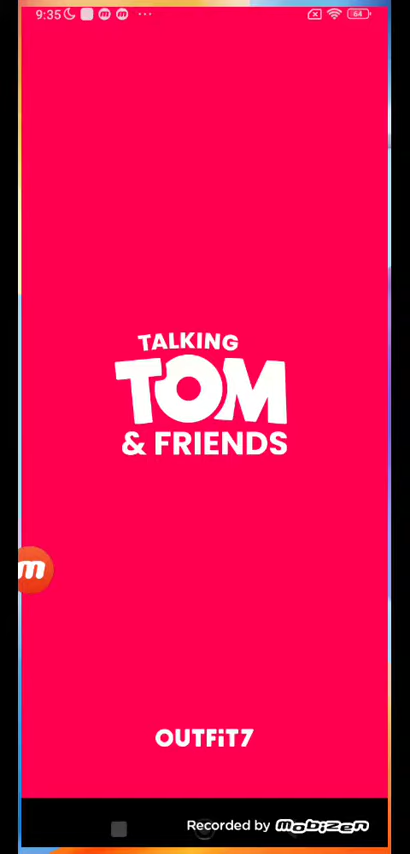 9:35
64
TALKING
TOM
& FRIENDS
m
OUTFiT7
Recorded by mobizen